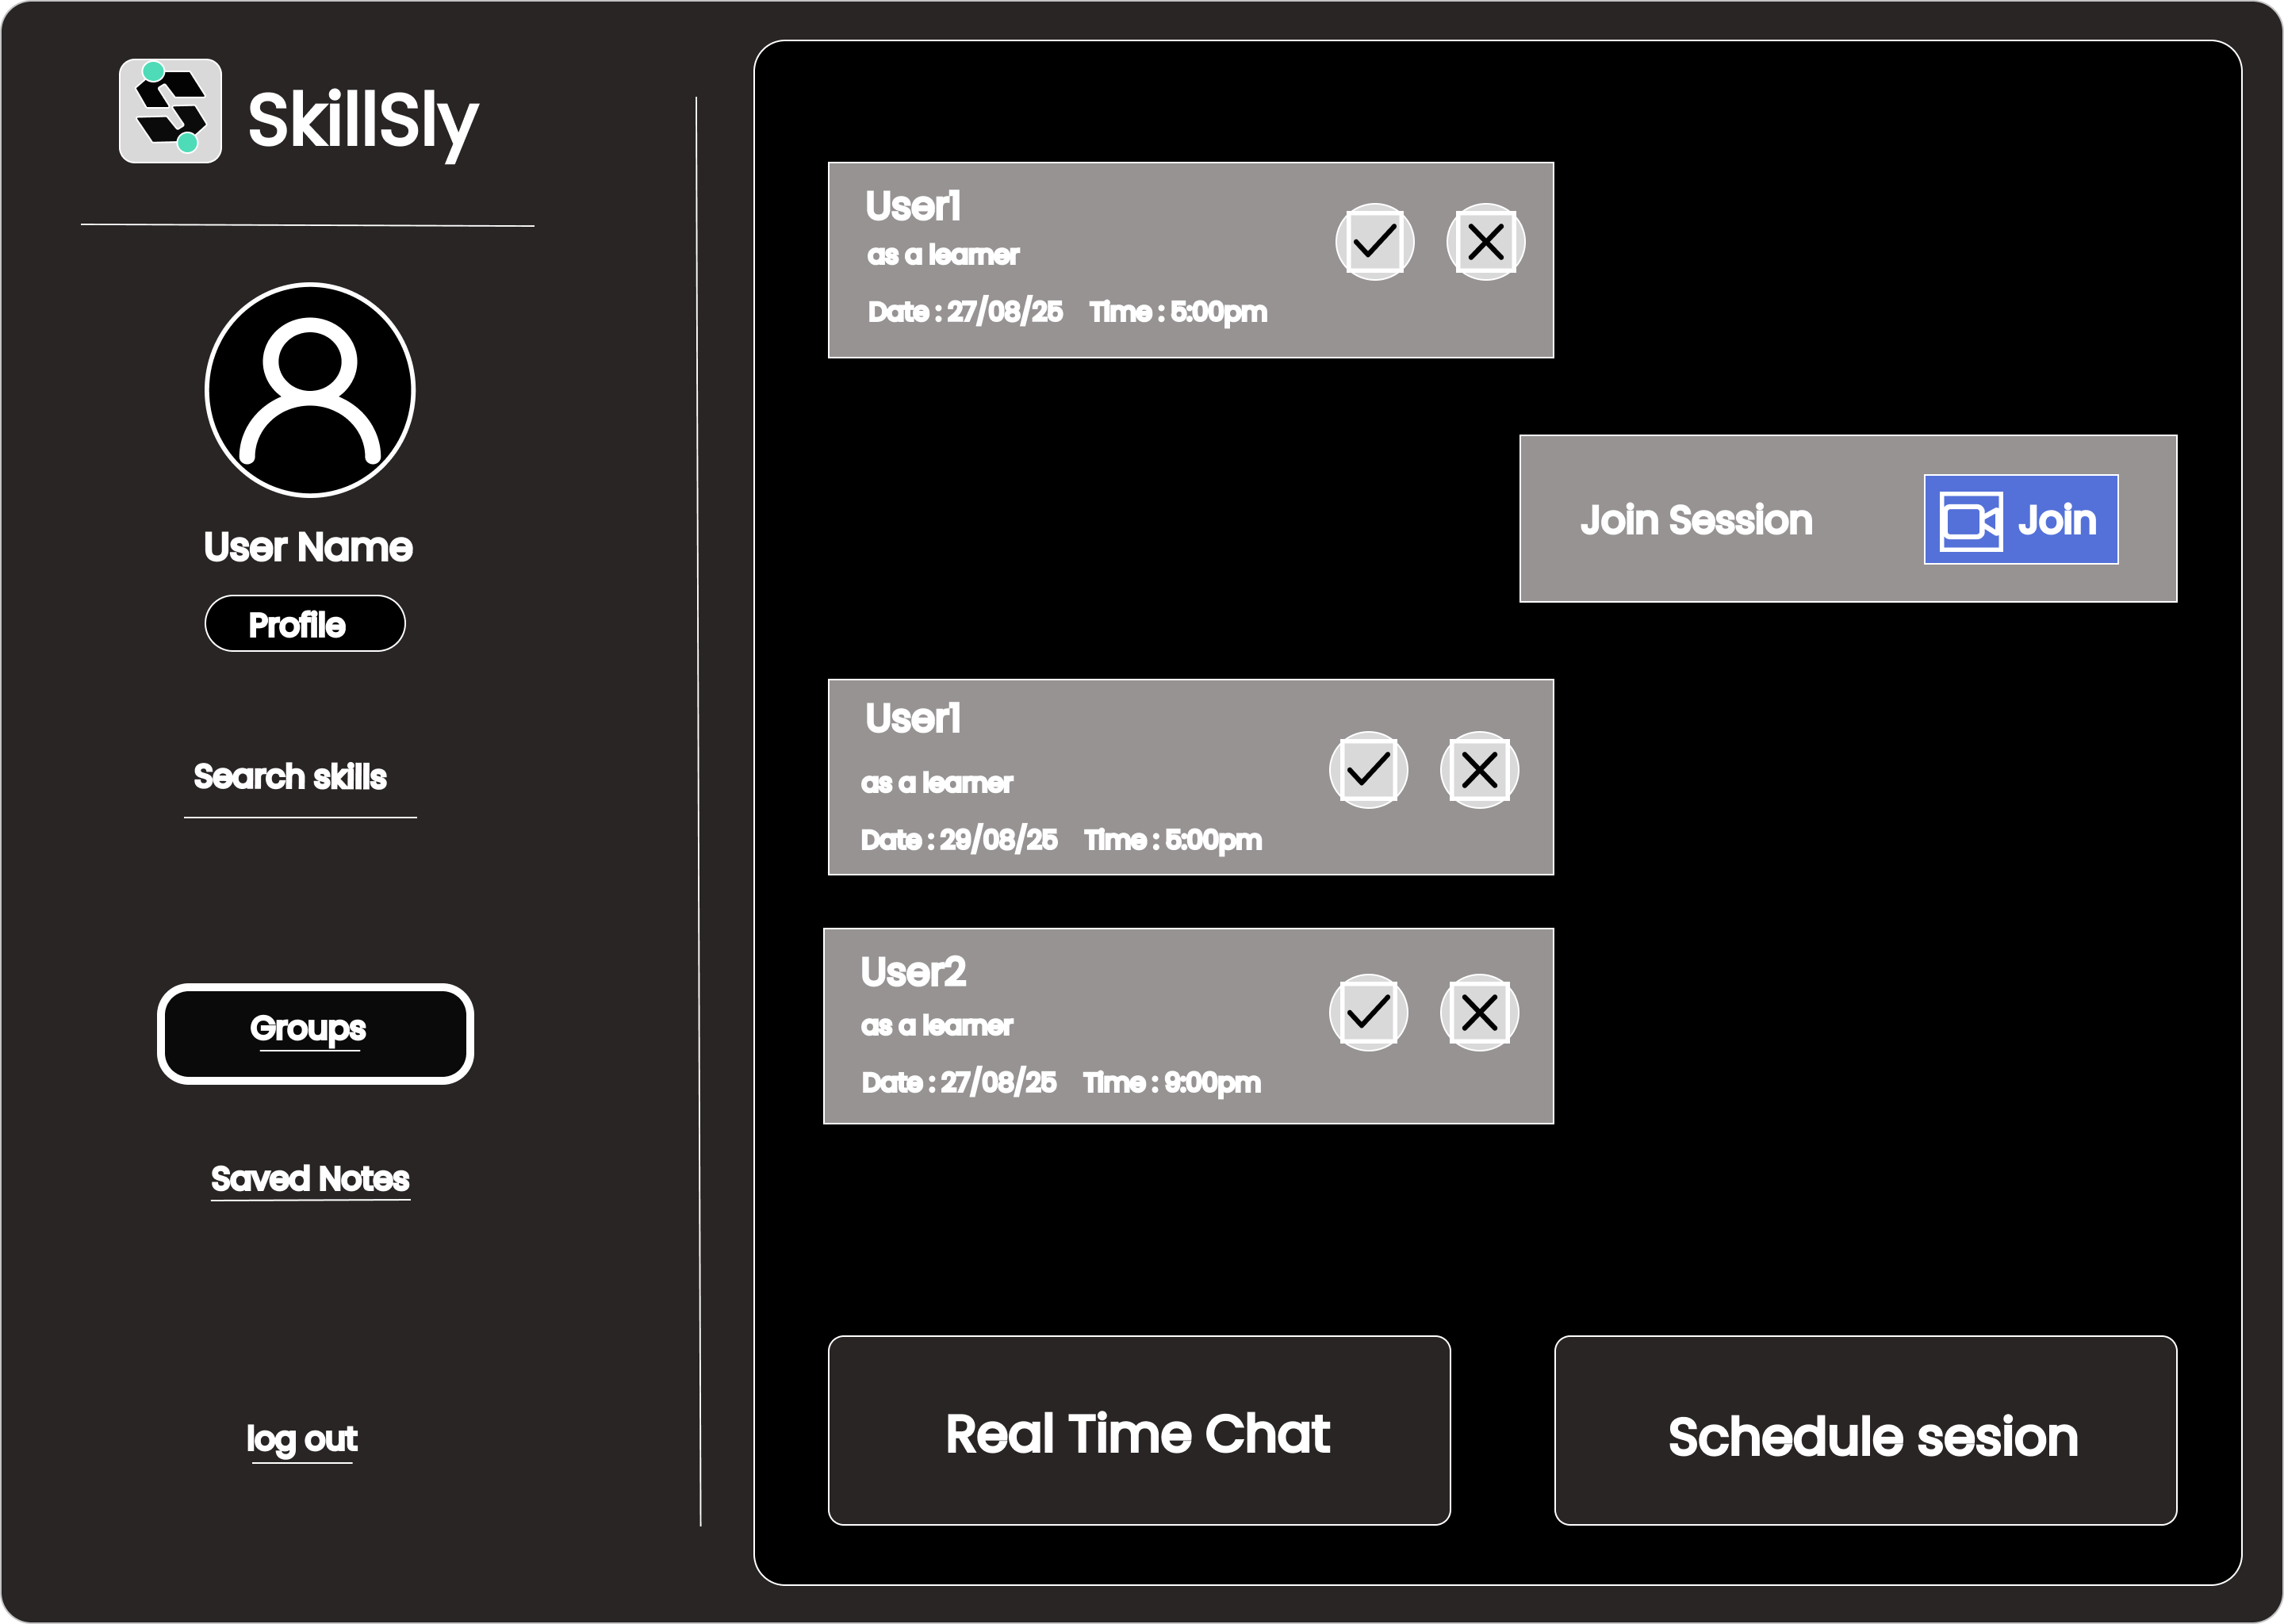 SkillSly
User Name
Profile
Search skills
Groups
Saved Notes
log out
User1
as a learner
Date : 27/08/25 Time : 5:00pm
Join Session
Join
User1
as a learner
Date : 29/08/25 Time : 5:00pm
User2
as a learner
Date : 27/08/25 Time : 9:00pm
Real Time Chat
Schedule sesion